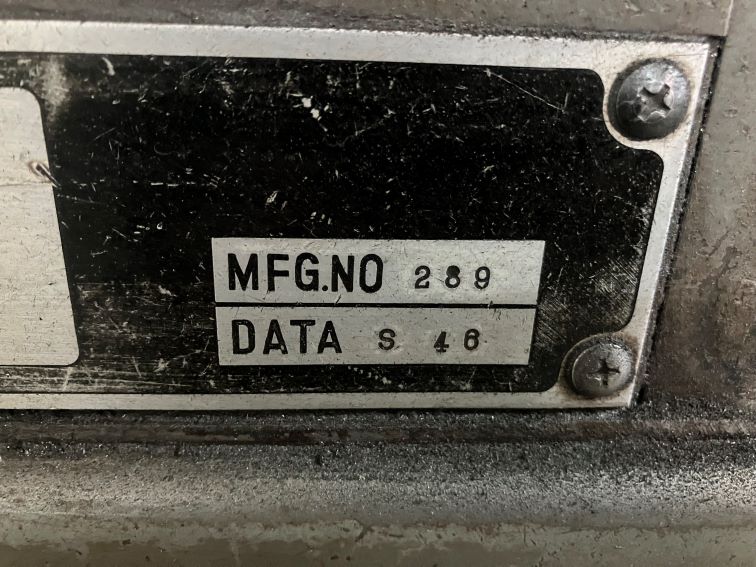 MFG.NO 289
DATA S 46